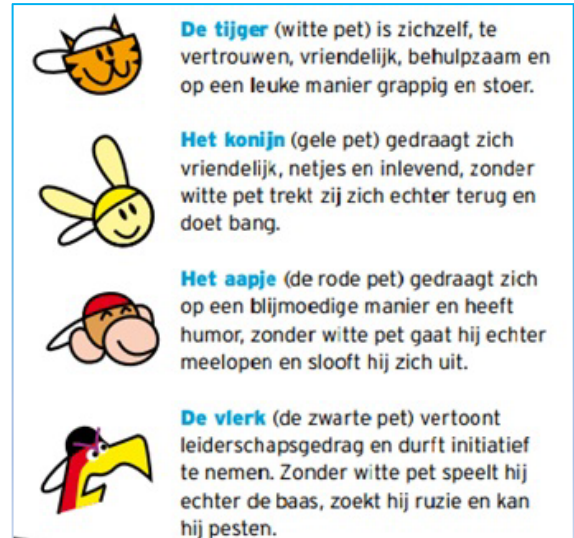 De tijger (witte pet) is zichzelf, te
vertrouwen, vriendelijk, behulpzaam en
op een leuke manier grappig en stoer.
Het konijn (gele pet) gedraagt zich
vriendelijk, netjes en inlevend, zonder
witte pet trekt zij zich echter terug en
doet bang.
Het aapje (de rode pet) gedraagt zich
op een blijmoedige manier en heeft
humor, zonder witte pet gaat hij echter
meelopen en slooft hij zich uit.
De vlerk (de zwarte pet) vertoont
leiderschapsgedrag en durft initiatief
te nemen. Zonder witte pet speelt hij
echter de baas, zoekt hij ruzie en kan
hij pesten.